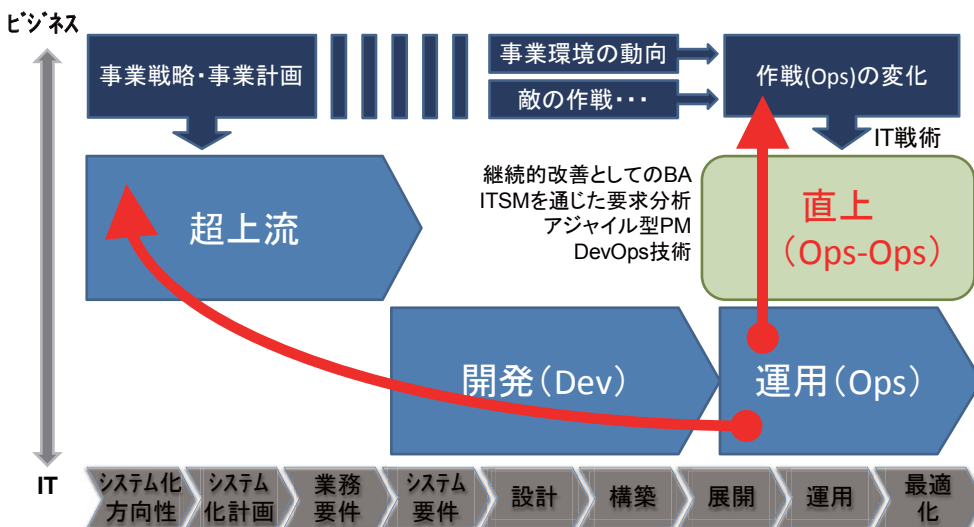 ビジネス
事業戦略・事業計画
事業環境の動向
敵の作戦・・・
作戦(Ops)の変化
IT戦術
継続的改善としてのBA
ITSMを通じた要求分析
アジャイル型PM
DevOps技術
直上
(Ops-Ops)
超上流
開発(Dev)
運用(Ops)
IT
システム化
方向性
システム
化計画
業務
要件
システム
要件
設計
構築
展開
運用
最適
化